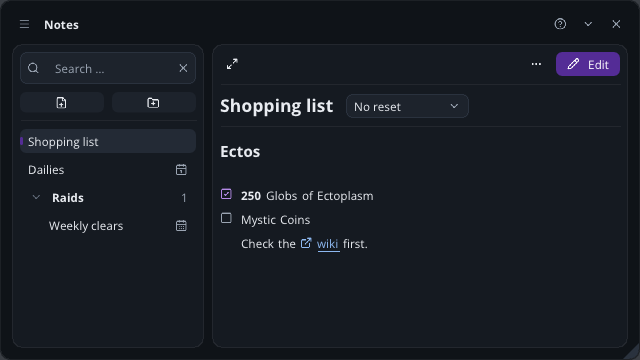 Notes
Search ...
Edit
Shopping list
No reset
Shopping list
Dailies
Raids 1
Weekly clears
Ectos
250 Globs of Ectoplasm
Mystic Coins
Check the wiki first.